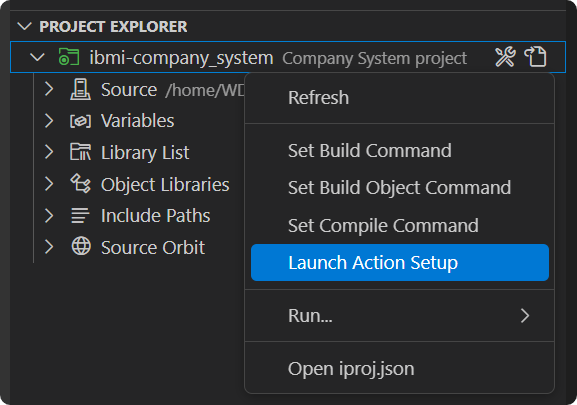 PROJECT EXPLORER
ibmi-company_system Company System project
Source /home/WD
Variables
Library List
Object Libraries
Include Paths
Source Orbit
Refresh
Set Build Command
Set Build Object Command
Set Compile Command
Launch Action Setup
Run...
Open iproj.json